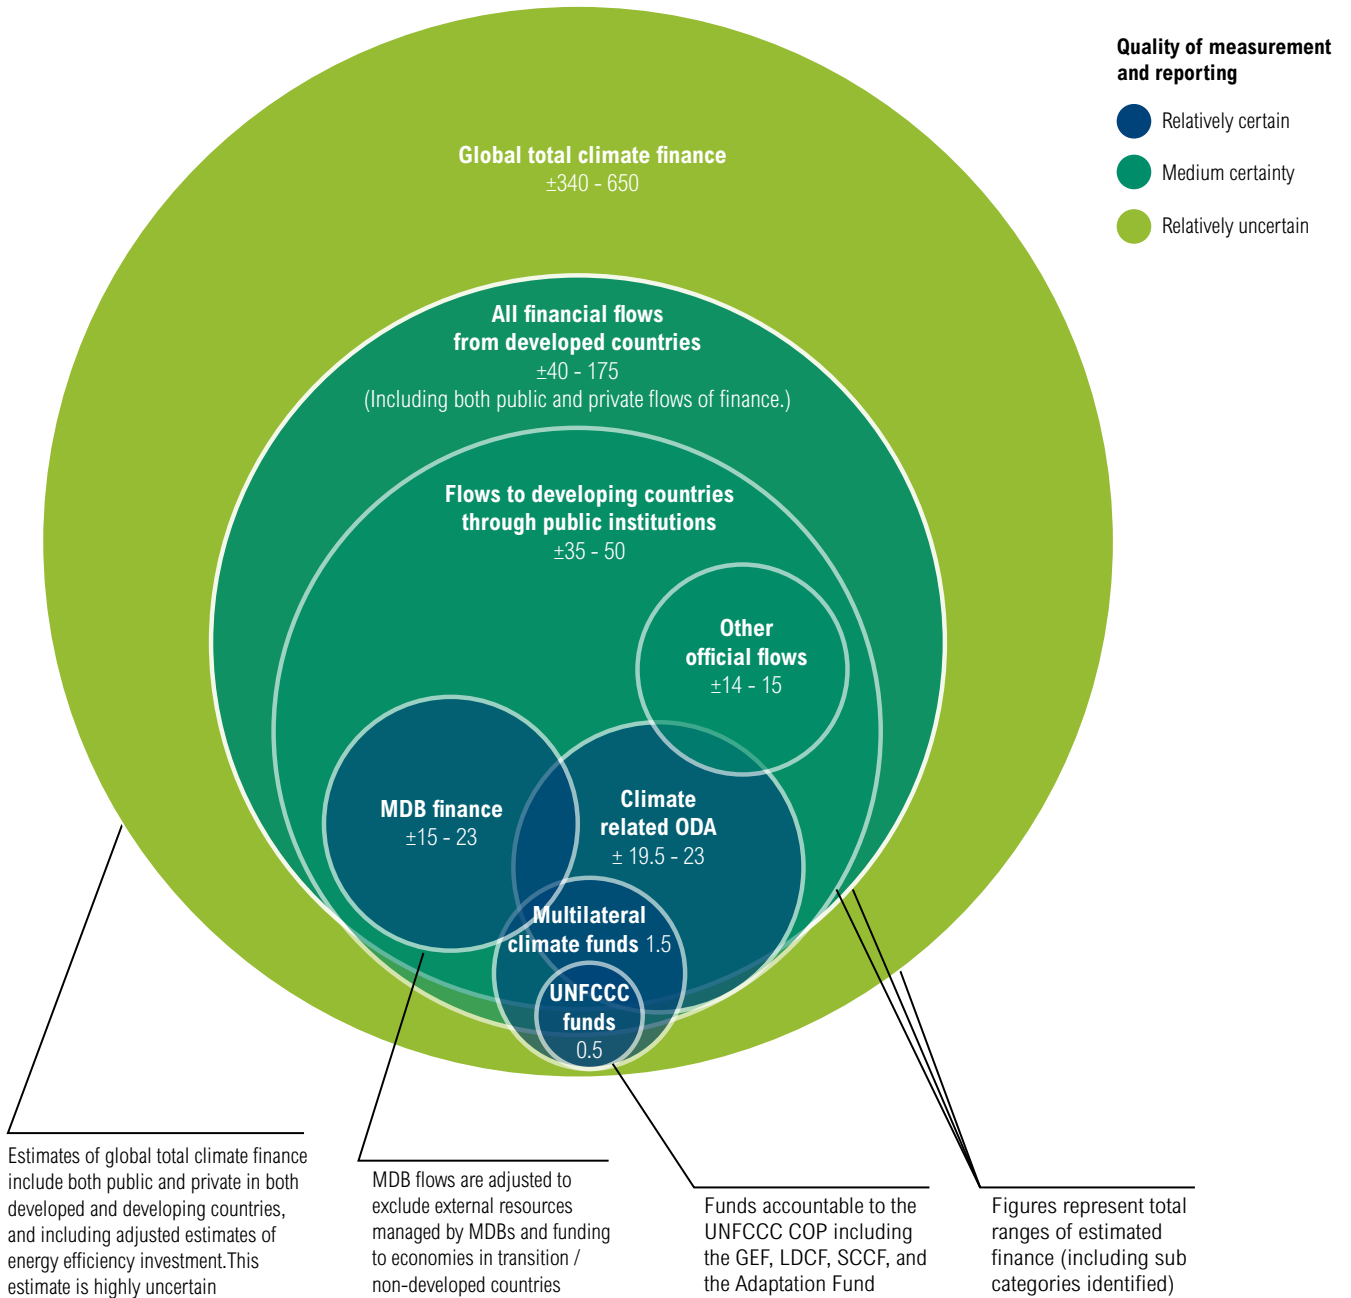 Quality of measurement
and reporting
Relatively certain
Medium certainty
Relatively uncertain
Global total climate finance
±340 - 650
All financial flows
from developed countries
±40 - 175
(Including both public and private flows of finance.)
Flows to developing countries
through public institutions
±35 - 50
Other
official flows
±14 - 15
MDB finance
±15 - 23
Climate
related ODA
± 19.5 - 23
Multilateral
climate funds 1.5
UNFCCC
funds
0.5
Estimates of global total climate finance
include both public and private in both
developed and developing countries,
and including adjusted estimates of
energy efficiency investment.This
estimate is highly uncertain
MDB flows are adjusted to
exclude external resources
managed by MDBs and funding
to economies in transition /
non-developed countries
Funds accountable to the
UNFCCC COP including
the GEF, LDCF, SCCF, and
the Adaptation Fund
Figures represent total
ranges of estimated
finance (including sub
categories identified)